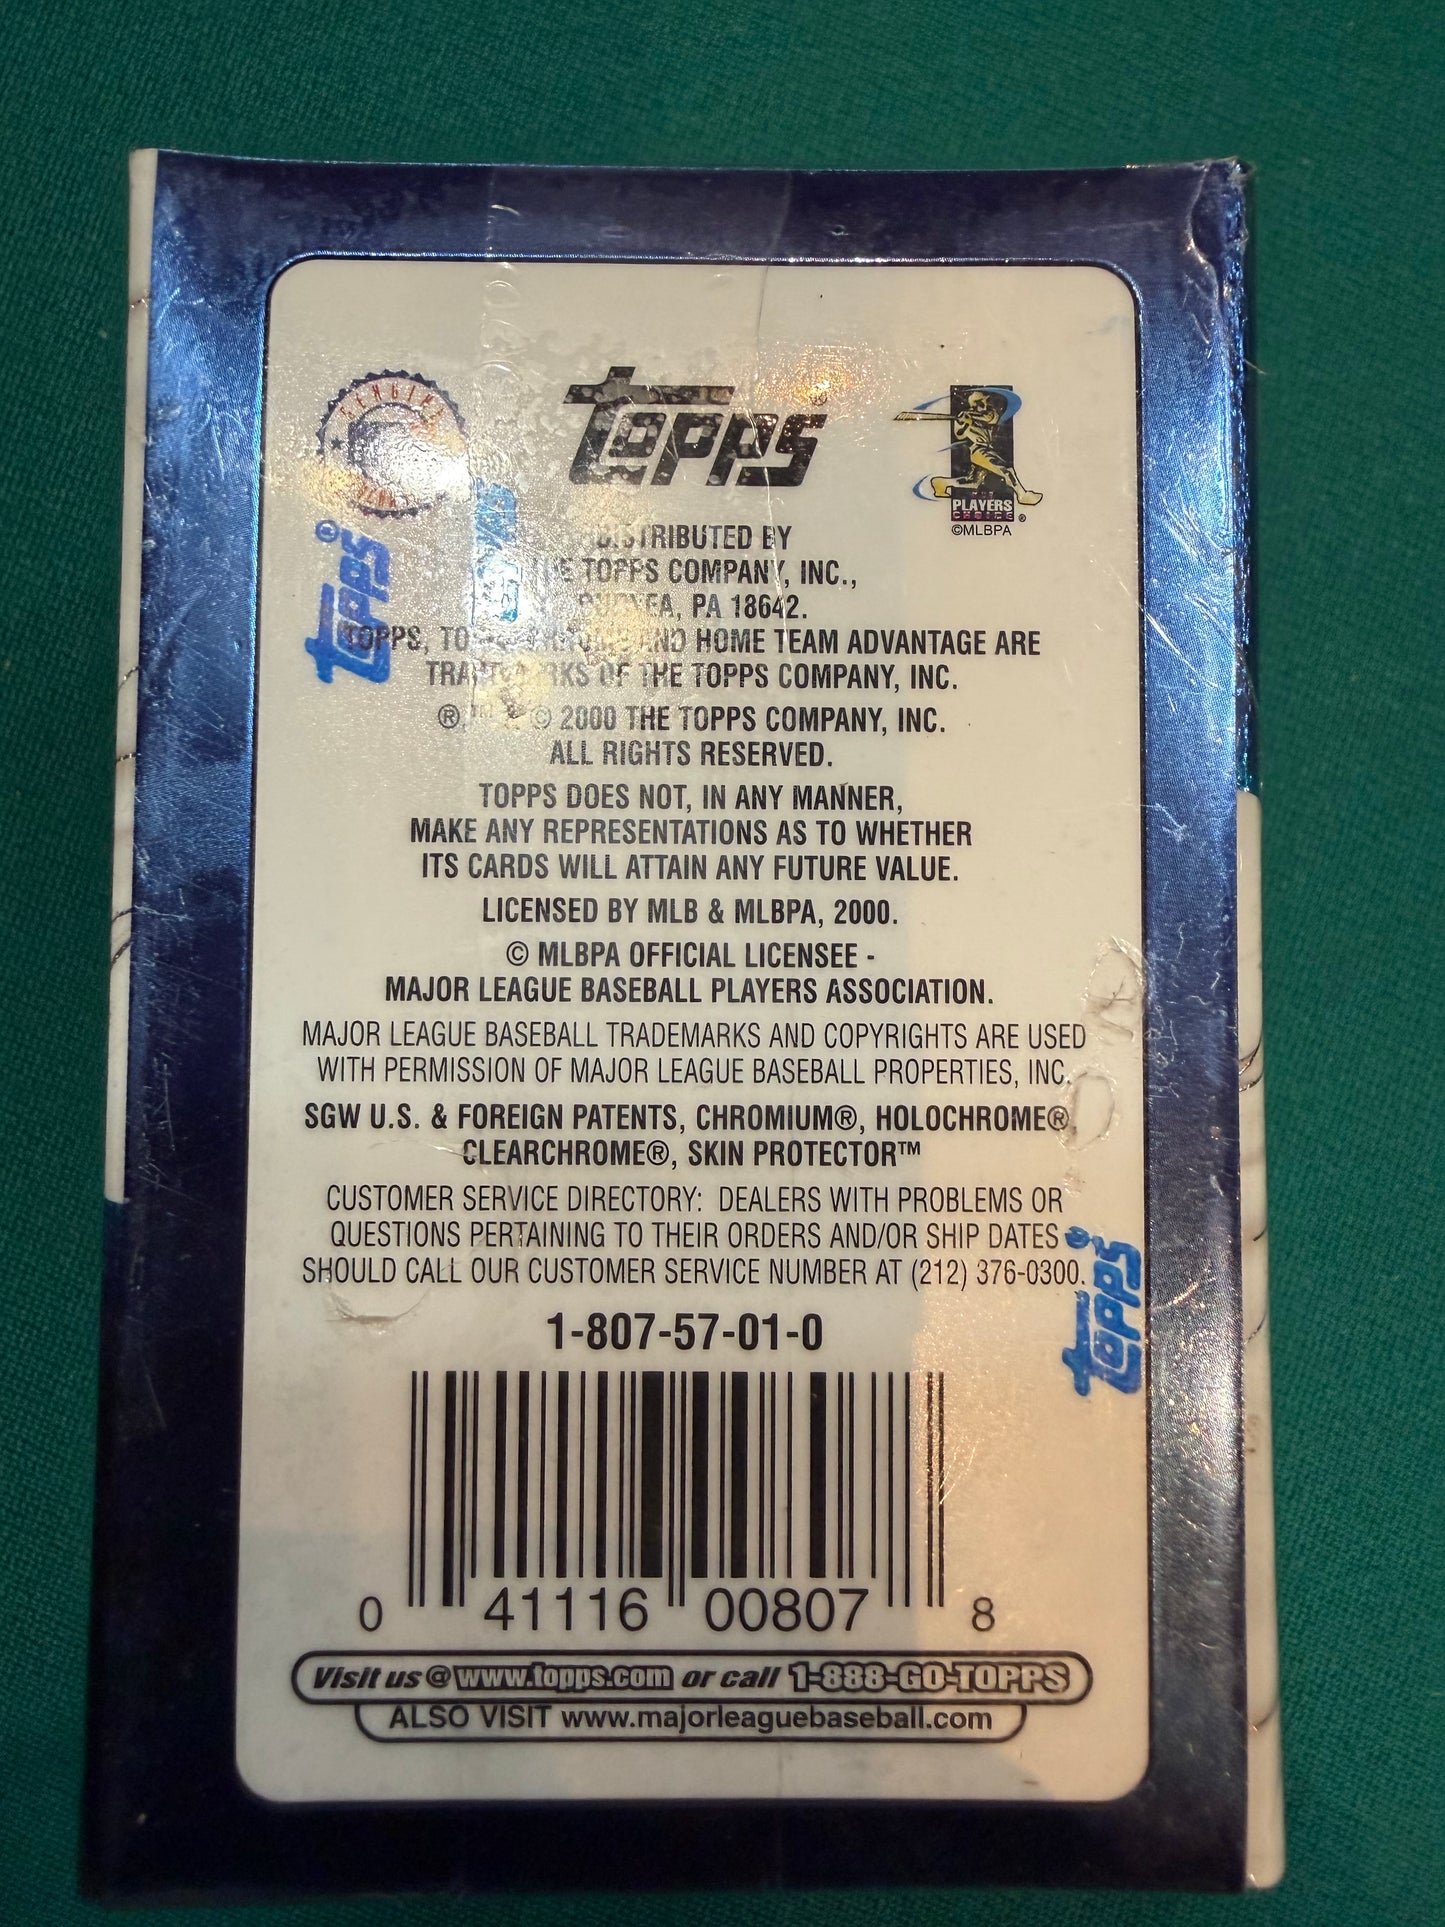 GENUINE
topps®
PLAYERS
CHOICE®
©MLBPA
topps®
DISTRIBUTED BY
THE TOPPS COMPANY, INC.,
PA 18642.
TOPPS, AND HOME TEAM ADVANTAGE ARE
TRADEMARKS OF THE TOPPS COMPANY, INC.
®, © 2000 THE TOPPS COMPANY, INC.
ALL RIGHTS RESERVED.
TOPPS DOES NOT, IN ANY MANNER,
MAKE ANY REPRESENTATIONS AS TO WHETHER
ITS CARDS WILL ATTAIN ANY FUTURE VALUE.
LICENSED BY MLB & MLBPA, 2000.
© MLBPA OFFICIAL LICENSEE -
MAJOR LEAGUE BASEBALL PLAYERS ASSOCIATION.
MAJOR LEAGUE BASEBALL TRADEMARKS AND COPYRIGHTS ARE USED
WITH PERMISSION OF MAJOR LEAGUE BASEBALL PROPERTIES, INC.
SGW U.S. & FOREIGN PATENTS, CHROMIUM®, HOLOCHROME®
CLEARCHROME®, SKIN PROTECTOR™
CUSTOMER SERVICE DIRECTORY: DEALERS WITH PROBLEMS OR
QUESTIONS PERTAINING TO THEIR ORDERS AND/OR SHIP DATES
SHOULD CALL OUR CUSTOMER SERVICE NUMBER AT (212) 376-0300.
topps®
1-807-57-01-0
0 41116 00807 8
Visit us @ www.topps.com or call 1-888-GO-TOPPS
ALSO VISIT www.majorleaguebaseball.com